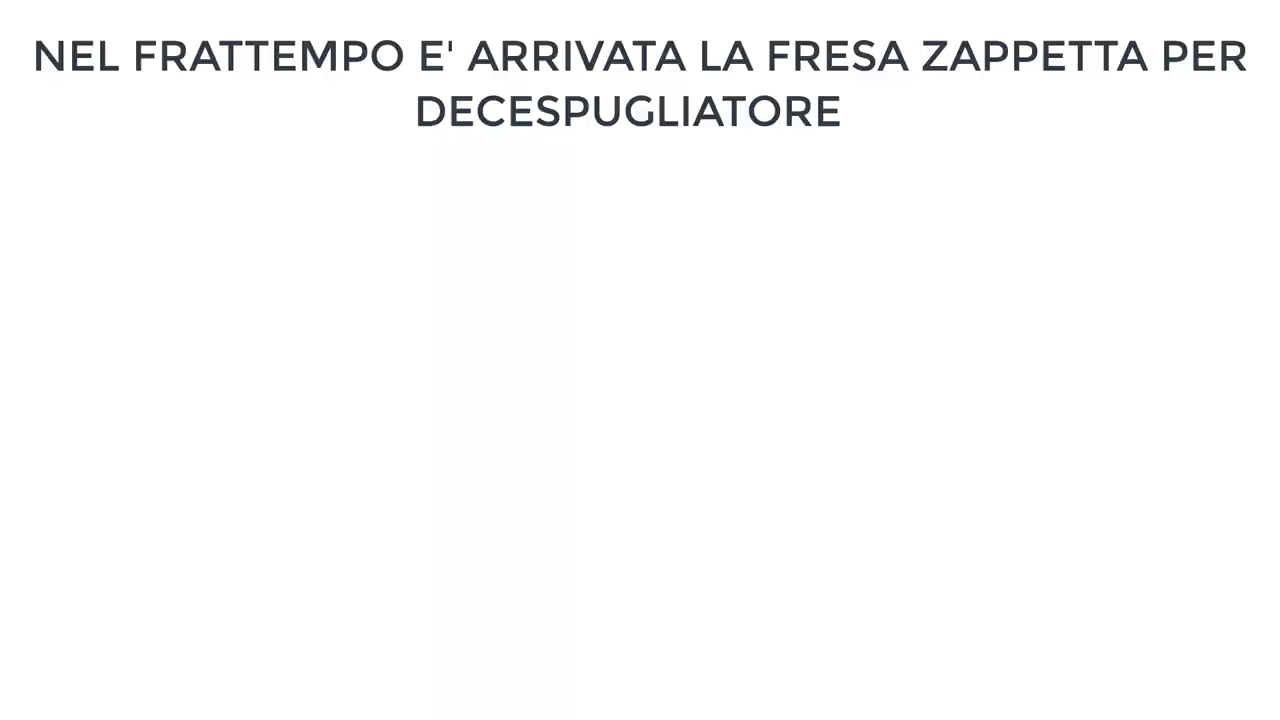 NEL FRATTEMPO E' ARRIVATA LA FRESA ZAPPETTA PER
DECESPUGLIATORE